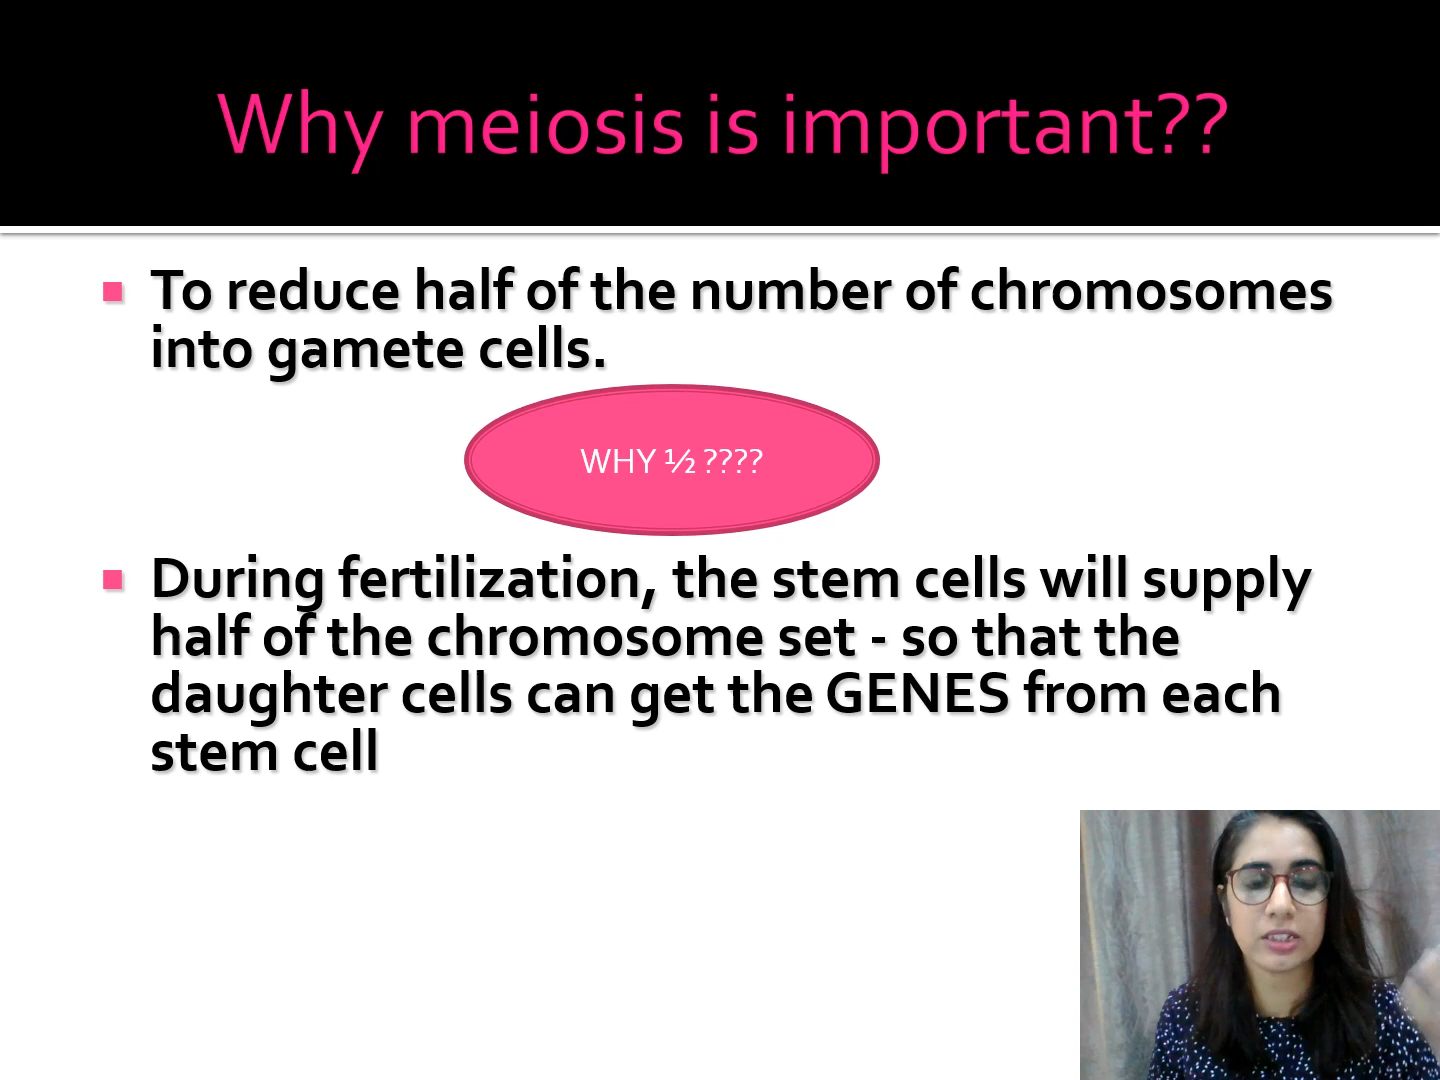 Why meiosis is important??
To reduce half of the number of chromosomes
into gamete cells.
WHY ½ ????
During fertilization, the stem cells will supply
half of the chromosome set - so that the
daughter cells can get the GENES from each
stem cell